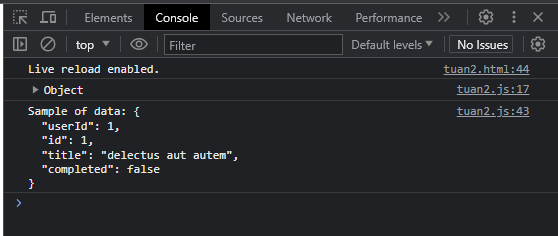 Elements Console Sources Network Performance »
top Filter Default levels No Issues
Live reload enabled. tuan2.html:44
Object tuan2.js:17
Sample of data: { tuan2.js:43
"userId": 1,
"id": 1,
"title": "delectus aut autem",
"completed": false
}
>